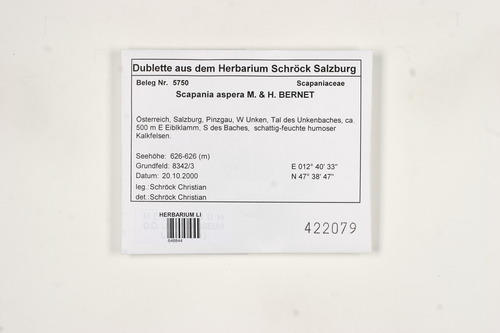 Dublette aus dem Herbarium Schröck Salzburg
Beleg Nr. 5750 Scapaniaceae
Scapania aspera M. & H. BERNET
Österreich, Salzburg, Pinzgau, W Unken, Tal des Unkenbaches, ca.
500 m E Eiblklamm, S des Baches, schattig-feuchte humoser
Kalkfelsen.
Seehöhe: 626-626 (m) E 012° 40' 33"
Grundfeld: 8342/3 N 47° 38' 47"
Datum: 20.10.2000
leg.:Schröck Christian
det.:Schröck Christian
HERBARIUM LI
422079